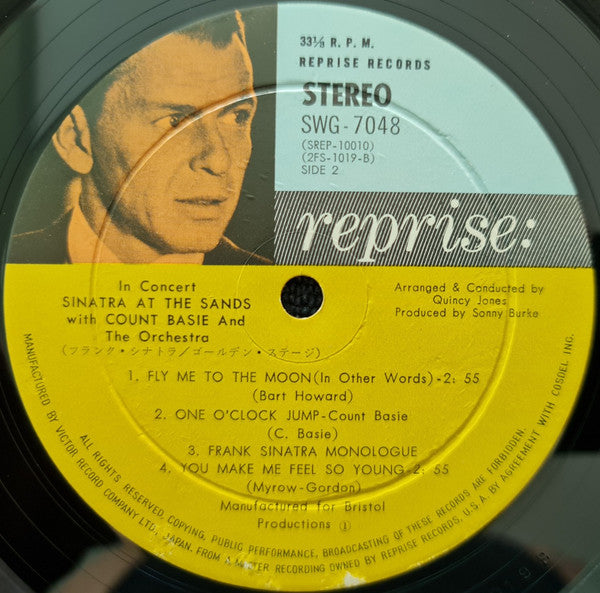 33⅓ R. P. M.
REPRISE RECORDS
STEREO
SWG-7048
(SREP-10010)
(2FS-1019-B)
SIDE 2
reprise:
In Concert
SINATRA AT THE SANDS
with COUNT BASIE And
The Orchestra
(フランク・シナトラ/ゴールデン・ステージ)
Arranged & Conducted by
Quincy Jones
Produced by Sonny Burke
1. FLY ME TO THE MOON(In Other Words)-2: 55
(Bart Howard)
2. ONE O'CLOCK JUMP-Count Basie
(C. Basie)
3. FRANK SINATRA MONOLOGUE
4. YOU MAKE ME FEEL SO YOUNG-2: 55
(Myrow-Gordon)
Manufactured for Bristol
Productions ①
ALL RIGHTS RESERVED, COPYING, PUBLIC PERFORMANCE, BROADCASTING OF THESE RECORDS ARE FORBIDDEN.
MANUFACTURED BY VICTOR RECORD COMPANY LTD. JAPAN. FROM A MASTER RECORDING OWNED BY REPRISE RECORDS, U.S.A. BY AGREEMENT WITH COSDEL INC.